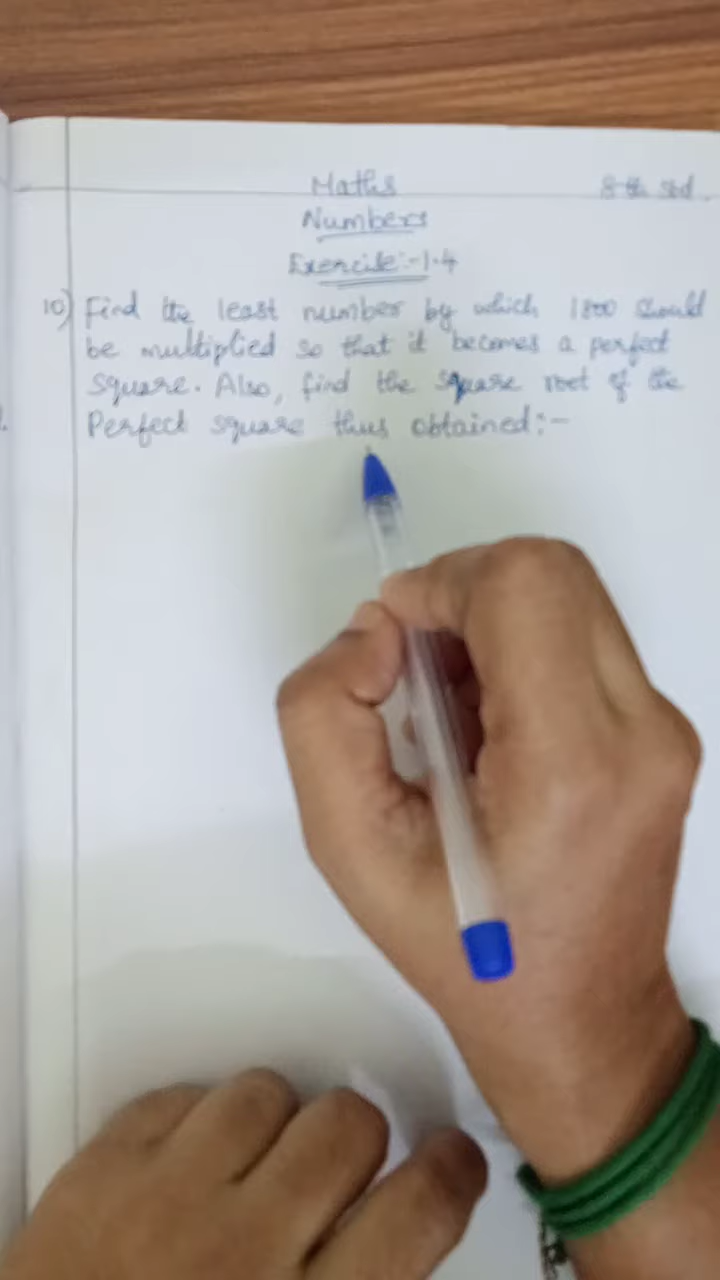 Maths 8th std.
Numbers
Exercise:-1.4
10) Find the least number by which 1800 should
be multiplied so that it becomes a perfect
square. Also, find the square root of the
Perfect square thus obtained:-